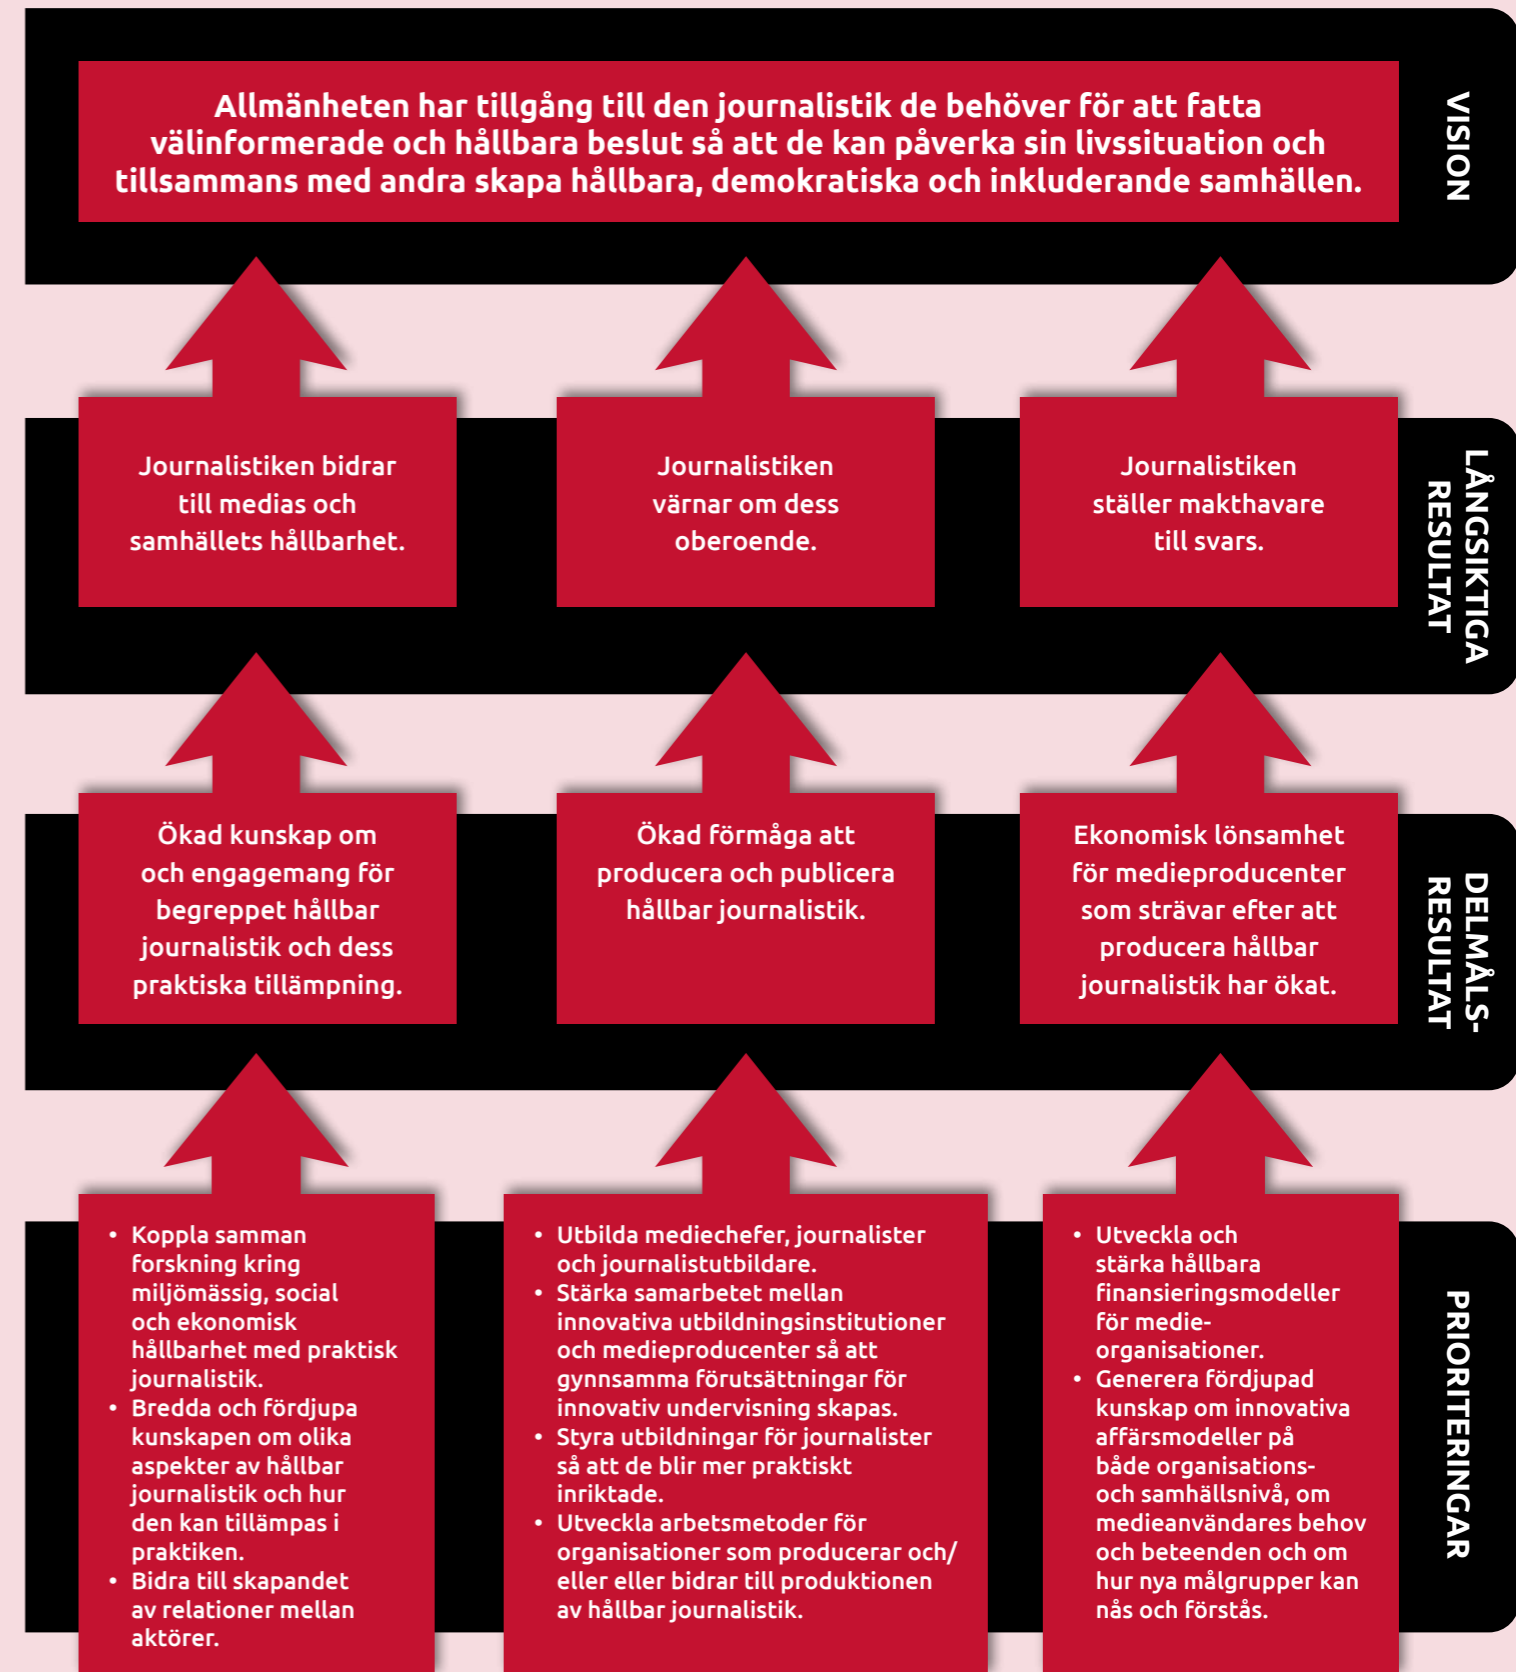 Allmänheten har tillgång till den journalistik de behöver för att fatta
välinformerade och hållbara beslut så att de kan påverka sin livssituation och
tillsammans med andra skapa hållbara, demokratiska och inkluderande samhällen.
VISION
Journalistiken bidrar
till medias och
samhällets hållbarhet.
Journalistiken
värnar om dess
oberoende.
Journalistiken
ställer makthavare
till svars.
LÅNGSIKTIGA
RESULTAT
Ökad kunskap om
och engagemang för
begreppet hållbar
journalistik och dess
praktiska tillämpning.
Ökad förmåga att
producera och publicera
hållbar journalistik.
Ekonomisk lönsamhet
för medieproducenter
som strävar efter att
producera hållbar
journalistik har ökat.
DELMÅLS-
RESULTAT
• Koppla samman
forskning kring
miljömässig, social
och ekonomisk
hållbarhet med praktisk
journalistik.
• Bredda och fördjupa
kunskapen om olika
aspekter av hållbar
journalistik och hur
den kan tillämpas i
praktiken.
• Bidra till skapandet
av relationer mellan
aktörer.
• Utbilda mediechefer, journalister
och journalistutbildare.
• Stärka samarbetet mellan
innovativa utbildningsinstitutioner
och medieproducenter så att
gynnsamma förutsättningar för
innovativ undervisning skapas.
• Styra utbildningar för journalister
så att de blir mer praktiskt
inriktade.
• Utveckla arbetsmetoder för
organisationer som producerar och/
eller eller bidrar till produktionen
av hållbar journalistik.
• Utveckla och
stärka hållbara
finansieringsmodeller
för medie-
organisationer.
• Generera fördjupad
kunskap om innovativa
affärsmodeller på
både organisations-
och samhällsnivå, om
medieanvändares behov
och beteenden och om
hur nya målgrupper kan
nås och förstås.
PRIORITERINGAR